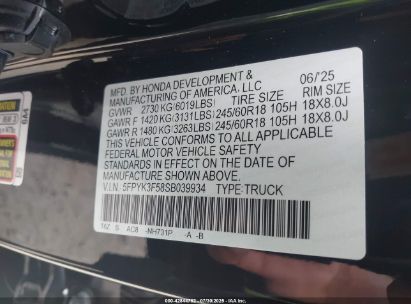 MFD. BY HONDA DEVELOPMENT & 06/'25
MANUFACTURING OF AMERICA, LLC
GVWR 2730 KG(6019LBS) TIRE SIZE RIM SIZE
GAWR F 1420 KG(3131LBS) 245/60R18 105H 18X8.0J
GAWR R 1480 KG(3263LBS) 245/60R18 105H 18X8.0J
THIS VEHICLE CONFORMS TO ALL APPLICABLE
FEDERAL MOTOR VEHICLE SAFETY
STANDARDS IN EFFECT ON THE DATE OF
MANUFACTURE SHOWN ABOVE.
V.I.N. 5FPYK3F58SB039934 TYPE:TRUCK
NH731P -A -B